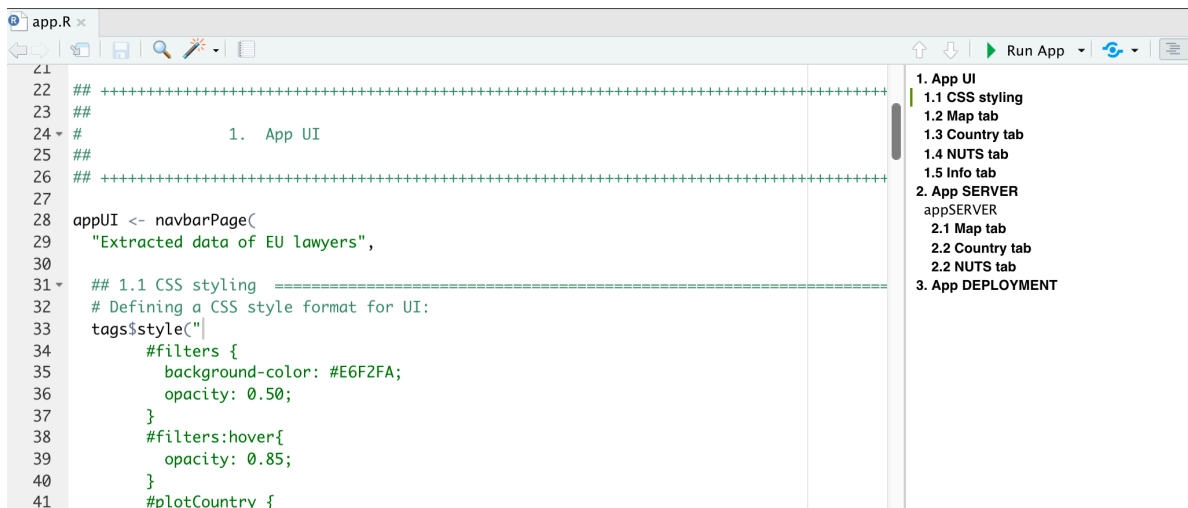 app.R
Run App
21
22 ## ++++++++++++++++++++++++++++++++++++++++++++++++++++++++++++++++++++++++++++++++++++++
23 ##
24 # 1. App UI
25 ##
26 ## ++++++++++++++++++++++++++++++++++++++++++++++++++++++++++++++++++++++++++++++++++++++
27
28 appUI <- navbarPage(
29 "Extracted data of EU lawyers",
30
31 ## 1.1 CSS styling ===================================================================
32 # Defining a CSS style format for UI:
33 tags$style("
34 #filters {
35 background-color: #E6F2FA;
36 opacity: 0.50;
37 }
38 #filters:hover{
39 opacity: 0.85;
40 }
41 #plotCountry {
1. App UI
1.1 CSS styling
1.2 Map tab
1.3 Country tab
1.4 NUTS tab
1.5 Info tab
2. App SERVER
appSERVER
2.1 Map tab
2.2 Country tab
2.2 NUTS tab
3. App DEPLOYMENT